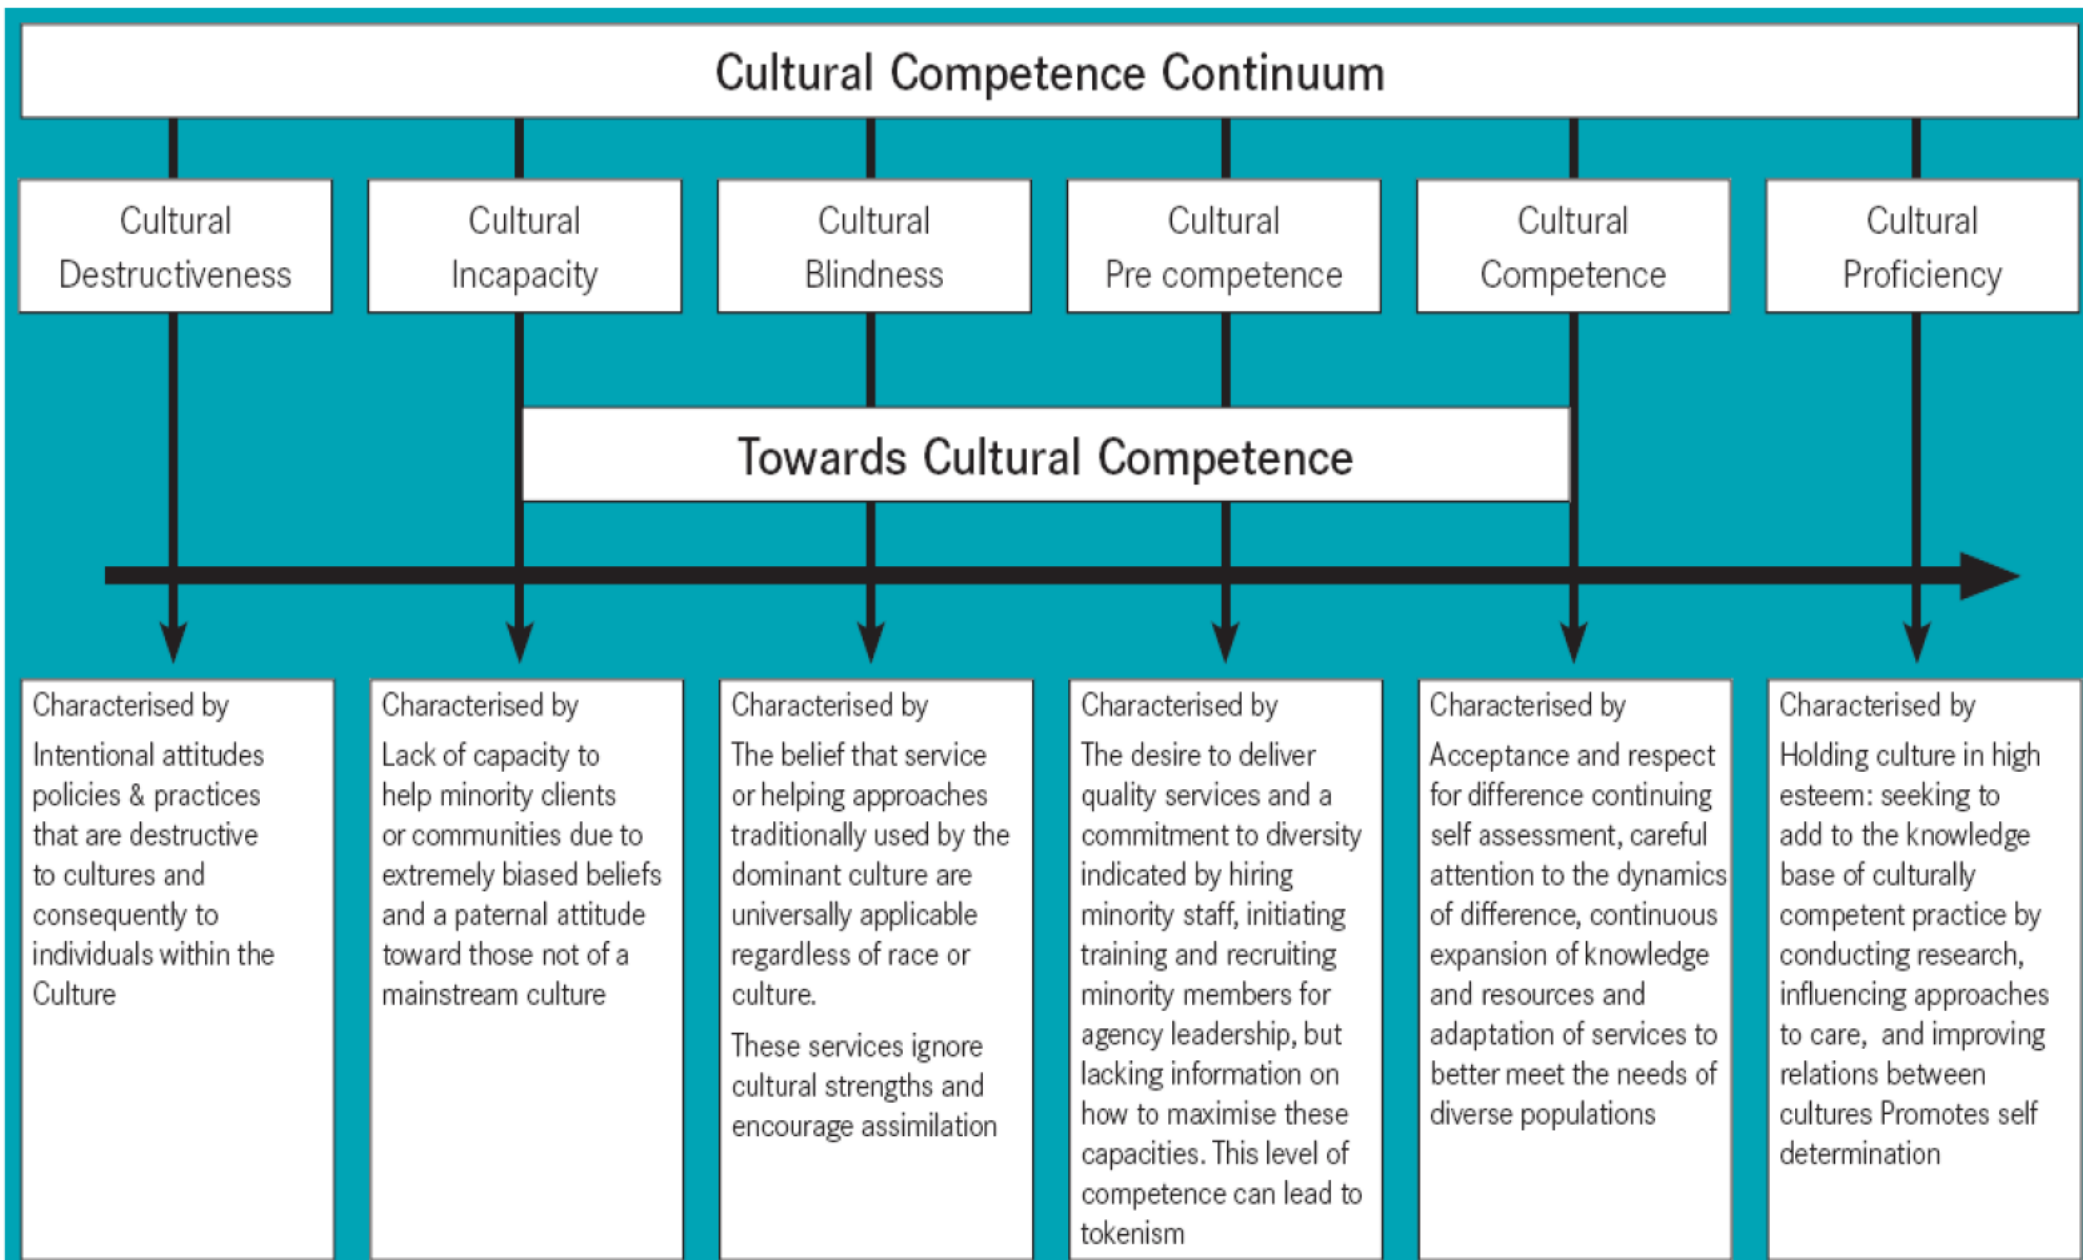 Cultural Competence Continuum
Cultural
Destructiveness
Cultural
Incapacity
Cultural
Blindness
Cultural
Pre competence
Cultural
Competence
Cultural
Proficiency
Towards Cultural Competence
Characterised by
Intentional attitudes
policies & practices
that are destructive
to cultures and
consequently to
individuals within the
Culture
Characterised by
Lack of capacity to
help minority clients
or communities due to
extremely biased beliefs
and a paternal attitude
toward those not of a
mainstream culture
Characterised by
The belief that service
or helping approaches
traditionally used by the
dominant culture are
universally applicable
regardless of race or
culture.
These services ignore
cultural strengths and
encourage assimilation
Characterised by
The desire to deliver
quality services and a
commitment to diversity
indicated by hiring
minority staff, initiating
training and recruiting
minority members for
agency leadership, but
lacking information on
how to maximise these
capacities. This level of
competence can lead to
tokenism
Characterised by
Acceptance and respect
for difference continuing
self assessment, careful
attention to the dynamics
of difference, continuous
expansion of knowledge
and resources and
adaptation of services to
better meet the needs of
diverse populations
Characterised by
Holding culture in high
esteem: seeking to
add to the knowledge
base of culturally
competent practice by
conducting research,
influencing approaches
to care, and improving
relations between
cultures Promotes self
determination